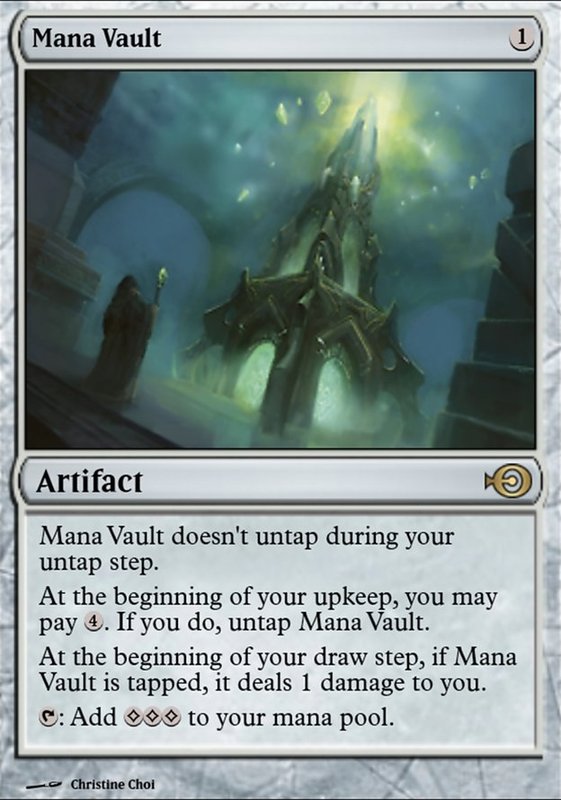 Mana Vault 1
Artifact
Mana Vault doesn't untap during your
untap step.
At the beginning of your upkeep, you may
pay 4. If you do, untap Mana Vault.
At the beginning of your draw step, if Mana
Vault is tapped, it deals 1 damage to you.
: Add to your mana pool.
Christine Choi